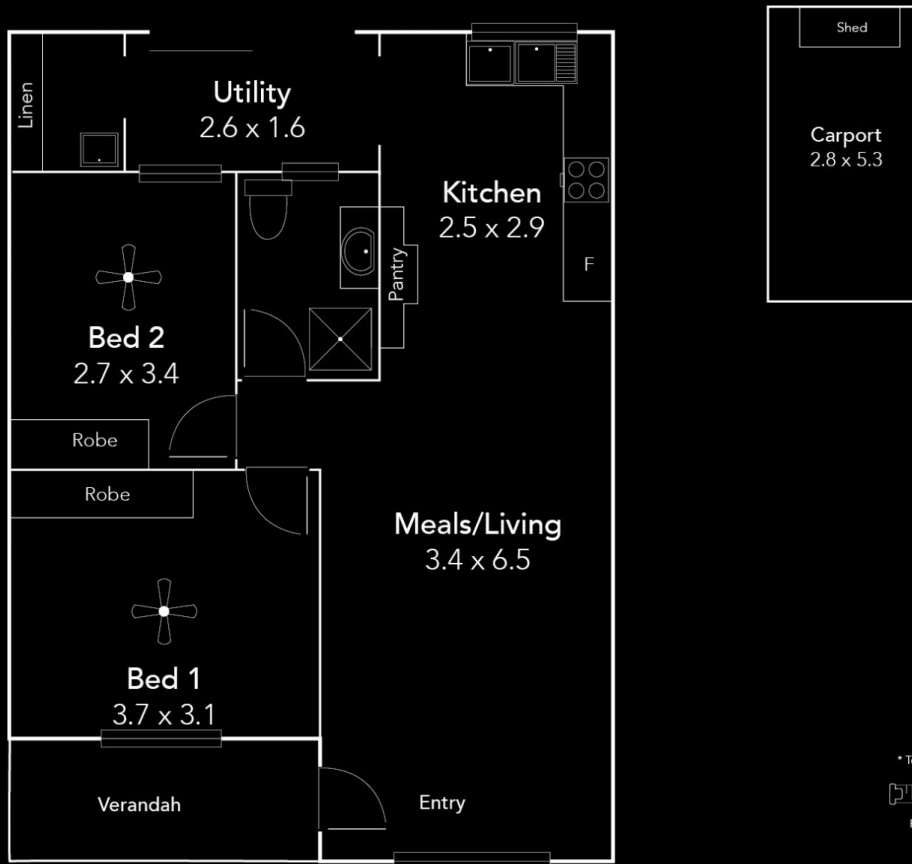 Shed
Carport
2.8 x 5.3
Linen
Utility
2.6 x 1.6
Kitchen
2.5 x 2.9
Pantry
F
Bed 2
2.7 x 3.4
Robe
Robe
Meals/Living
3.4 x 6.5
Bed 1
3.7 x 3.1
Verandah
Entry